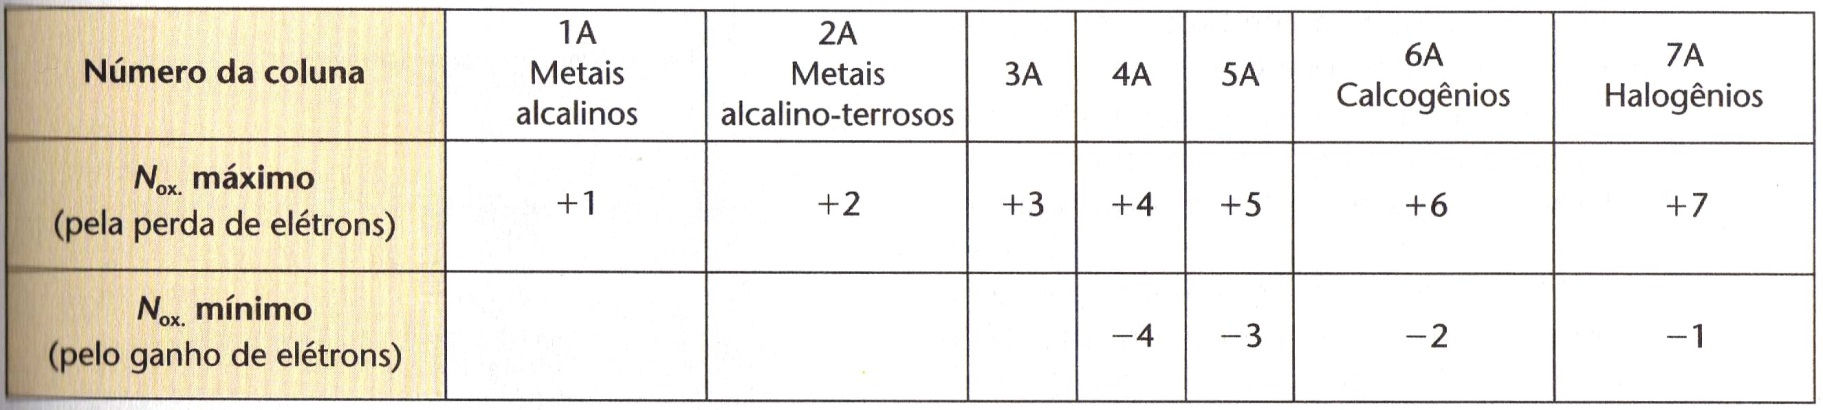 Número da coluna
1A
Metais
alcalinos
2A
Metais
alcalino-terrosos
3A
4A
5A
6A
Calcogênios
7A
Halogênios
Nox. máximo
(pela perda de elétrons)
+1
+2
+3
+4
+5
+6
+7
Nox. mínimo
(pelo ganho de elétrons)
−4
−3
−2
−1